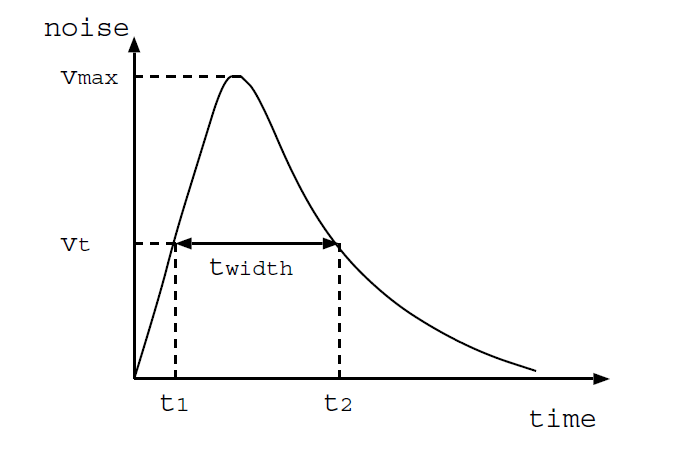 noise
Vmax
Vt
twidth
t1
t2
time